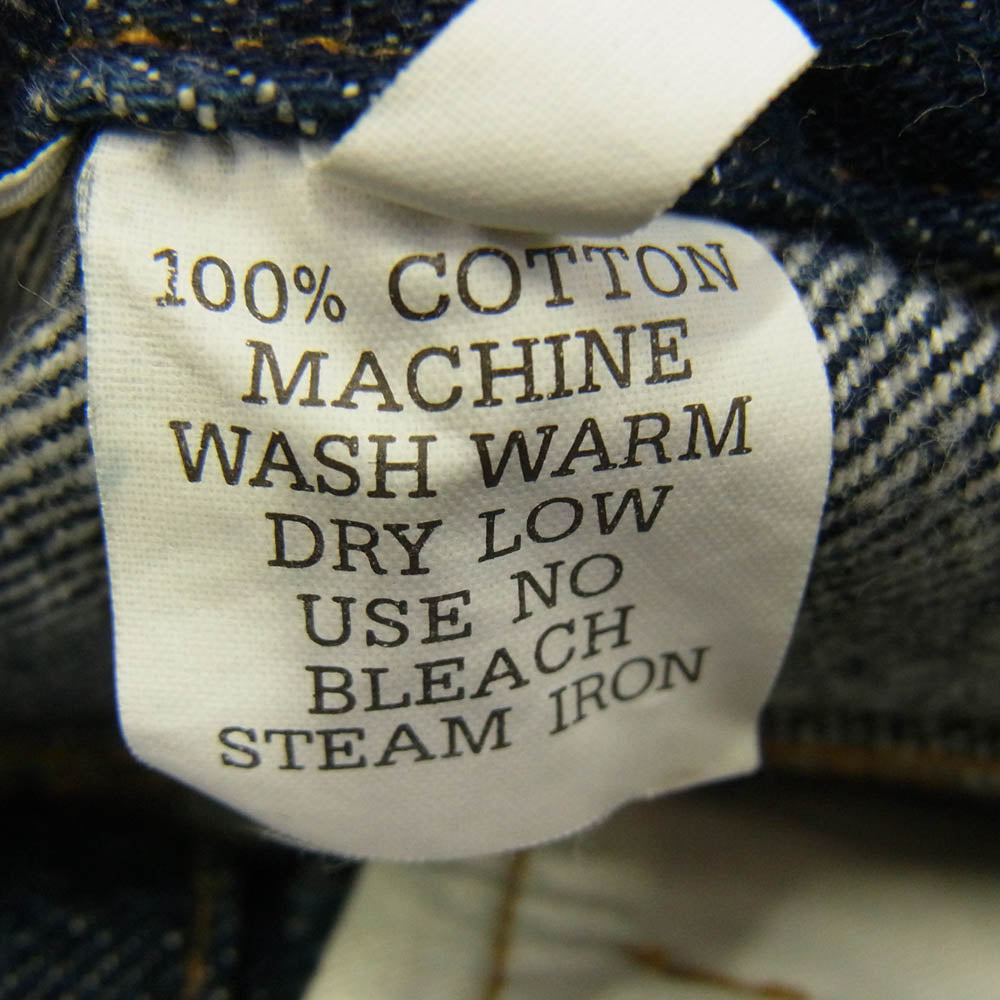 100% COTTON
MACHINE
WASH WARM
DRY LOW
USE NO
BLEACH
STEAM IRON